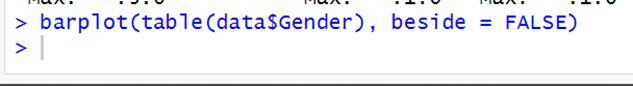 > barplot(table(data$Gender), beside = FALSE)
>